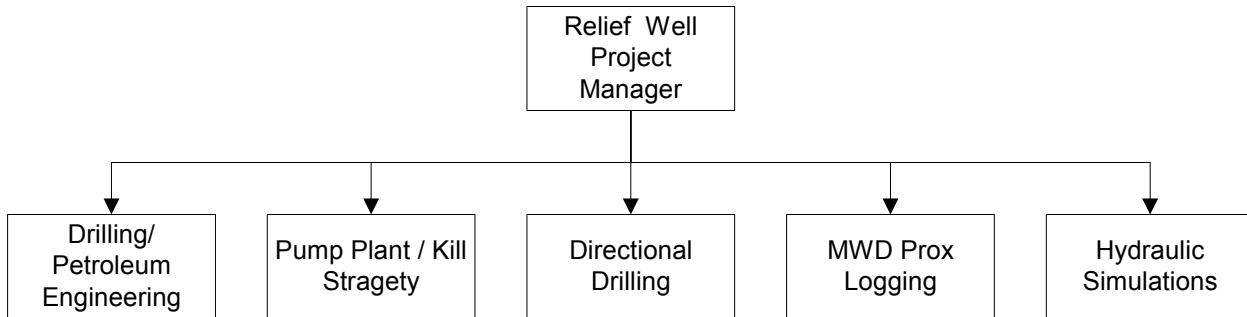 Relief Well
Project
Manager
Drilling/
Petroleum
Engineering
Pump Plant / Kill
Stragety
Directional
Drilling
MWD Prox
Logging
Hydraulic
Simulations